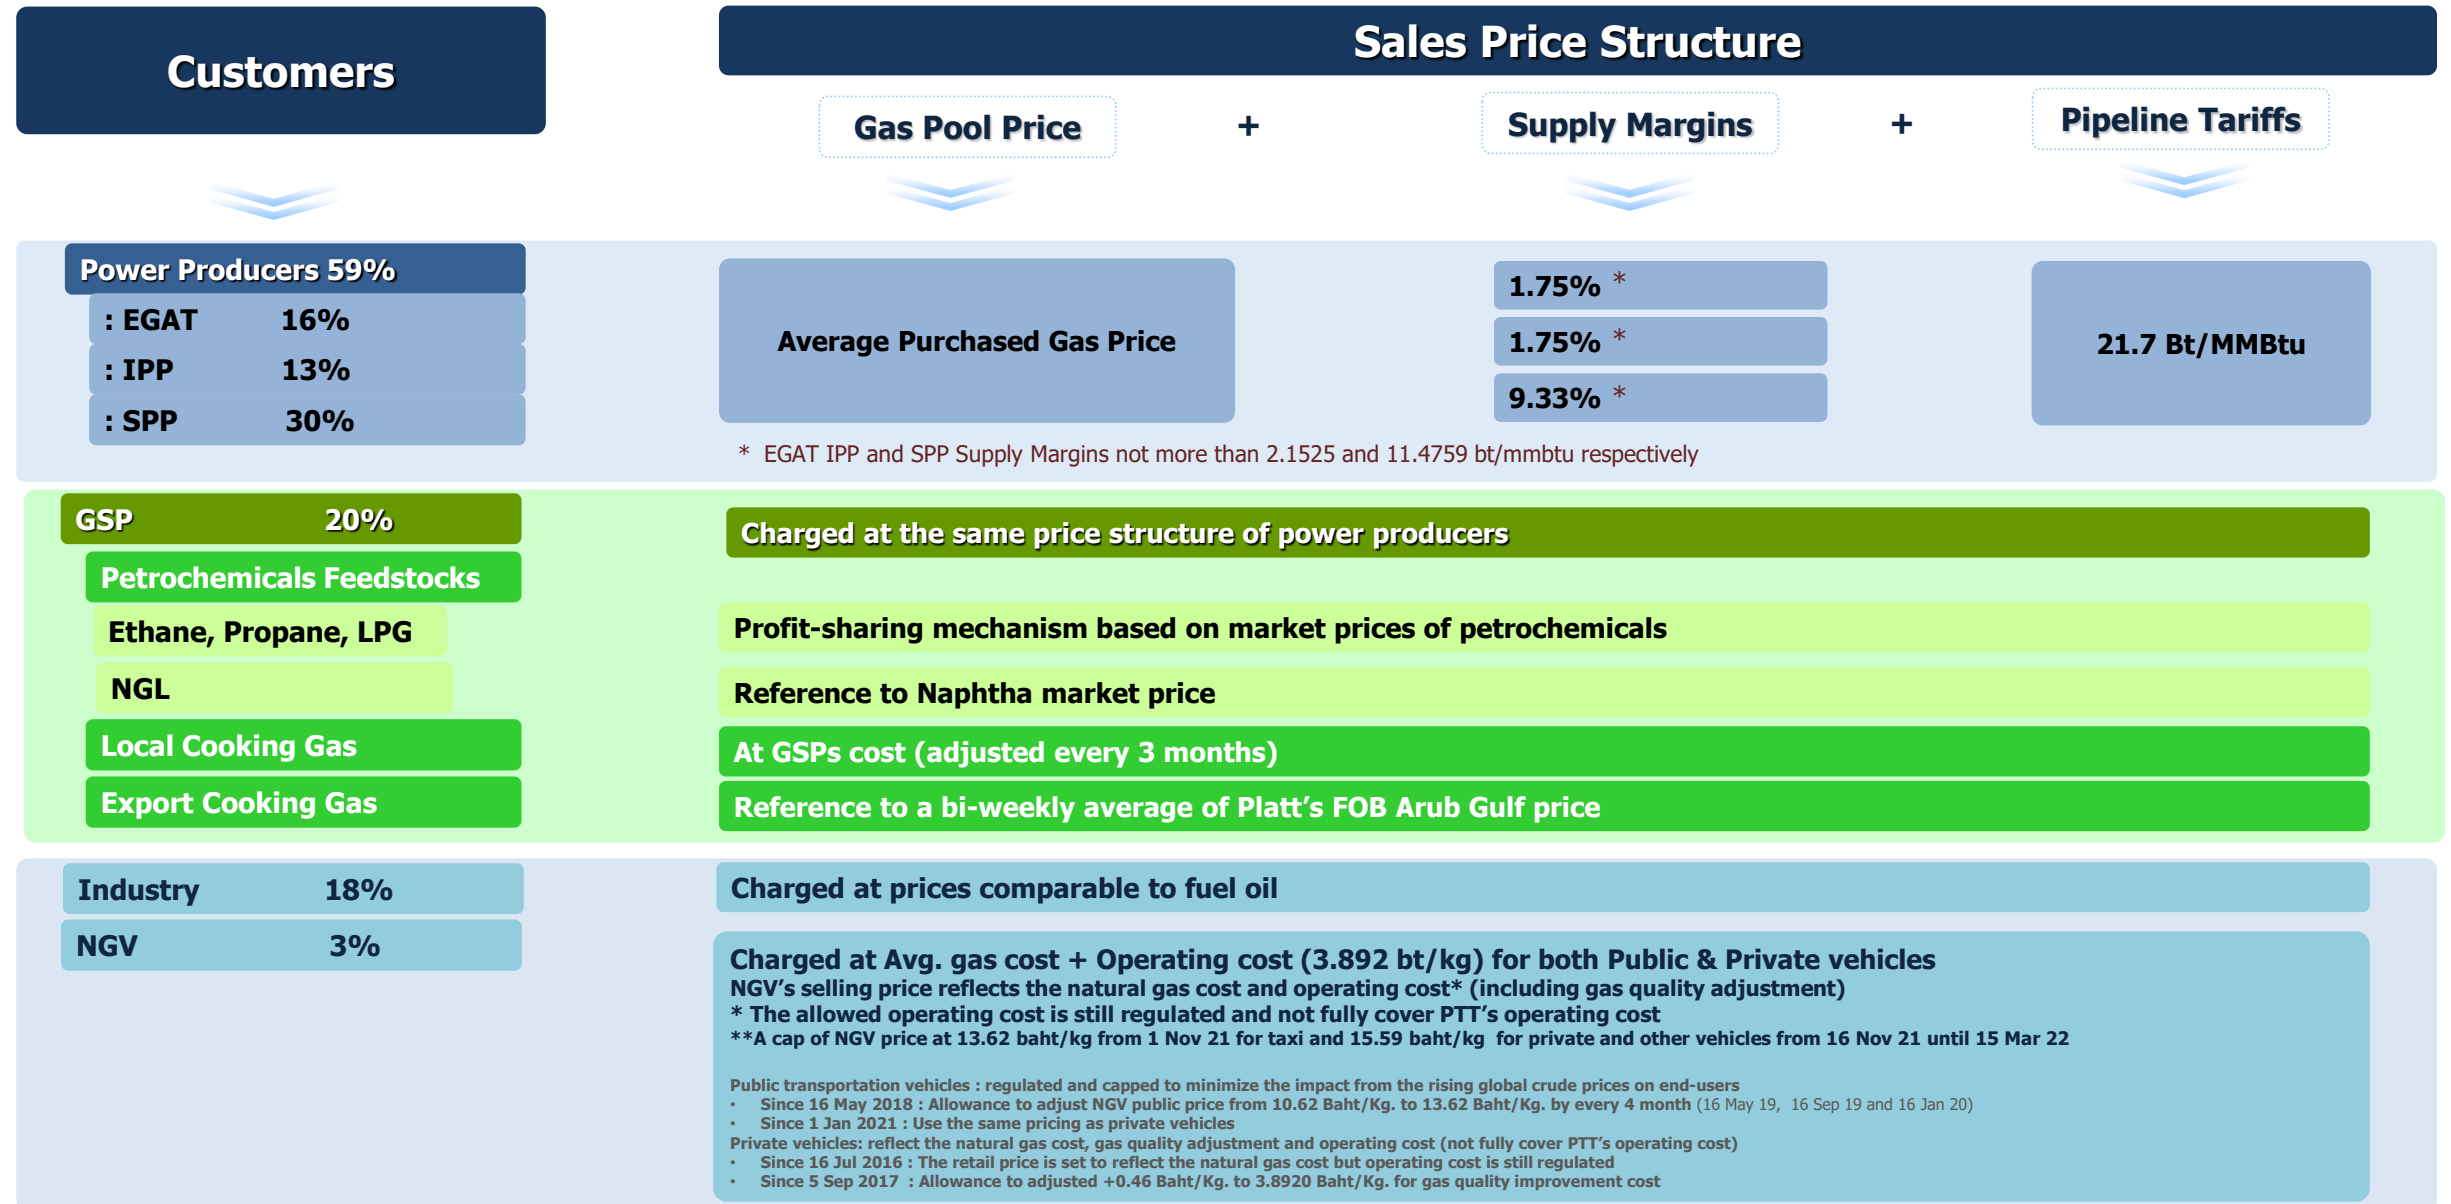 Customers
Sales Price Structure
Gas Pool Price + Supply Margins + Pipeline Tariffs
Power Producers 59%
: EGAT 16%
: IPP 13%
: SPP 30%
Average Purchased Gas Price
1.75% *
1.75% *
9.33% *
21.7 Bt/MMBtu
* EGAT IPP and SPP Supply Margins not more than 2.1525 and 11.4759 bt/mmbtu respectively
GSP 20%
Charged at the same price structure of power producers
Petrochemicals Feedstocks
Ethane, Propane, LPG
Profit-sharing mechanism based on market prices of petrochemicals
NGL
Reference to Naphtha market price
Local Cooking Gas
At GSPs cost (adjusted every 3 months)
Export Cooking Gas
Reference to a bi-weekly average of Platt’s FOB Arub Gulf price
Industry 18%
Charged at prices comparable to fuel oil
NGV 3%
Charged at Avg. gas cost + Operating cost (3.892 bt/kg) for both Public & Private vehicles
NGV’s selling price reflects the natural gas cost and operating cost* (including gas quality adjustment)
* The allowed operating cost is still regulated and not fully cover PTT’s operating cost
**A cap of NGV price at 13.62 baht/kg from 1 Nov 21 for taxi and 15.59 baht/kg for private and other vehicles from 16 Nov 21 until 15 Mar 22
Public transportation vehicles : regulated and capped to minimize the impact from the rising global crude prices on end-users
• Since 16 May 2018 : Allowance to adjust NGV public price from 10.62 Baht/Kg. to 13.62 Baht/Kg. by every 4 month (16 May 19, 16 Sep 19 and 16 Jan 20)
• Since 1 Jan 2021 : Use the same pricing as private vehicles
Private vehicles: reflect the natural gas cost, gas quality adjustment and operating cost (not fully cover PTT’s operating cost)
• Since 16 Jul 2016 : The retail price is set to reflect the natural gas cost but operating cost is still regulated
• Since 5 Sep 2017 : Allowance to adjusted +0.46 Baht/Kg. to 3.8920 Baht/Kg. for gas quality improvement cost